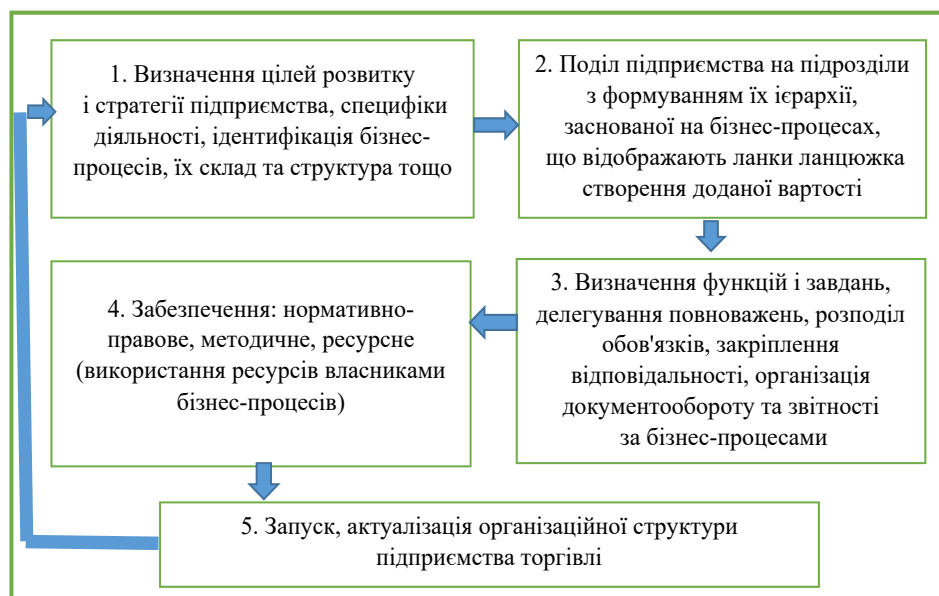 1. Визначення цілей розвитку
і стратегії підприємства, специфіки
діяльності, ідентифікація бізнес-
процесів, їх склад та структура тощо
2. Поділ підприємства на підрозділи
з формуванням їх ієрархії,
заснованої на бізнес-процесах,
що відображають ланки ланцюжка
створення доданої вартості
3. Визначення функцій і завдань,
делегування повноважень, розподіл
обов'язків, закріплення
відповідальності, організація
документообороту та звітності
за бізнес-процесами
4. Забезпечення: нормативно-
правове, методичне, ресурсне
(використання ресурсів власниками
бізнес-процесів)
5. Запуск, актуалізація організаційної структури
підприємства торгівлі